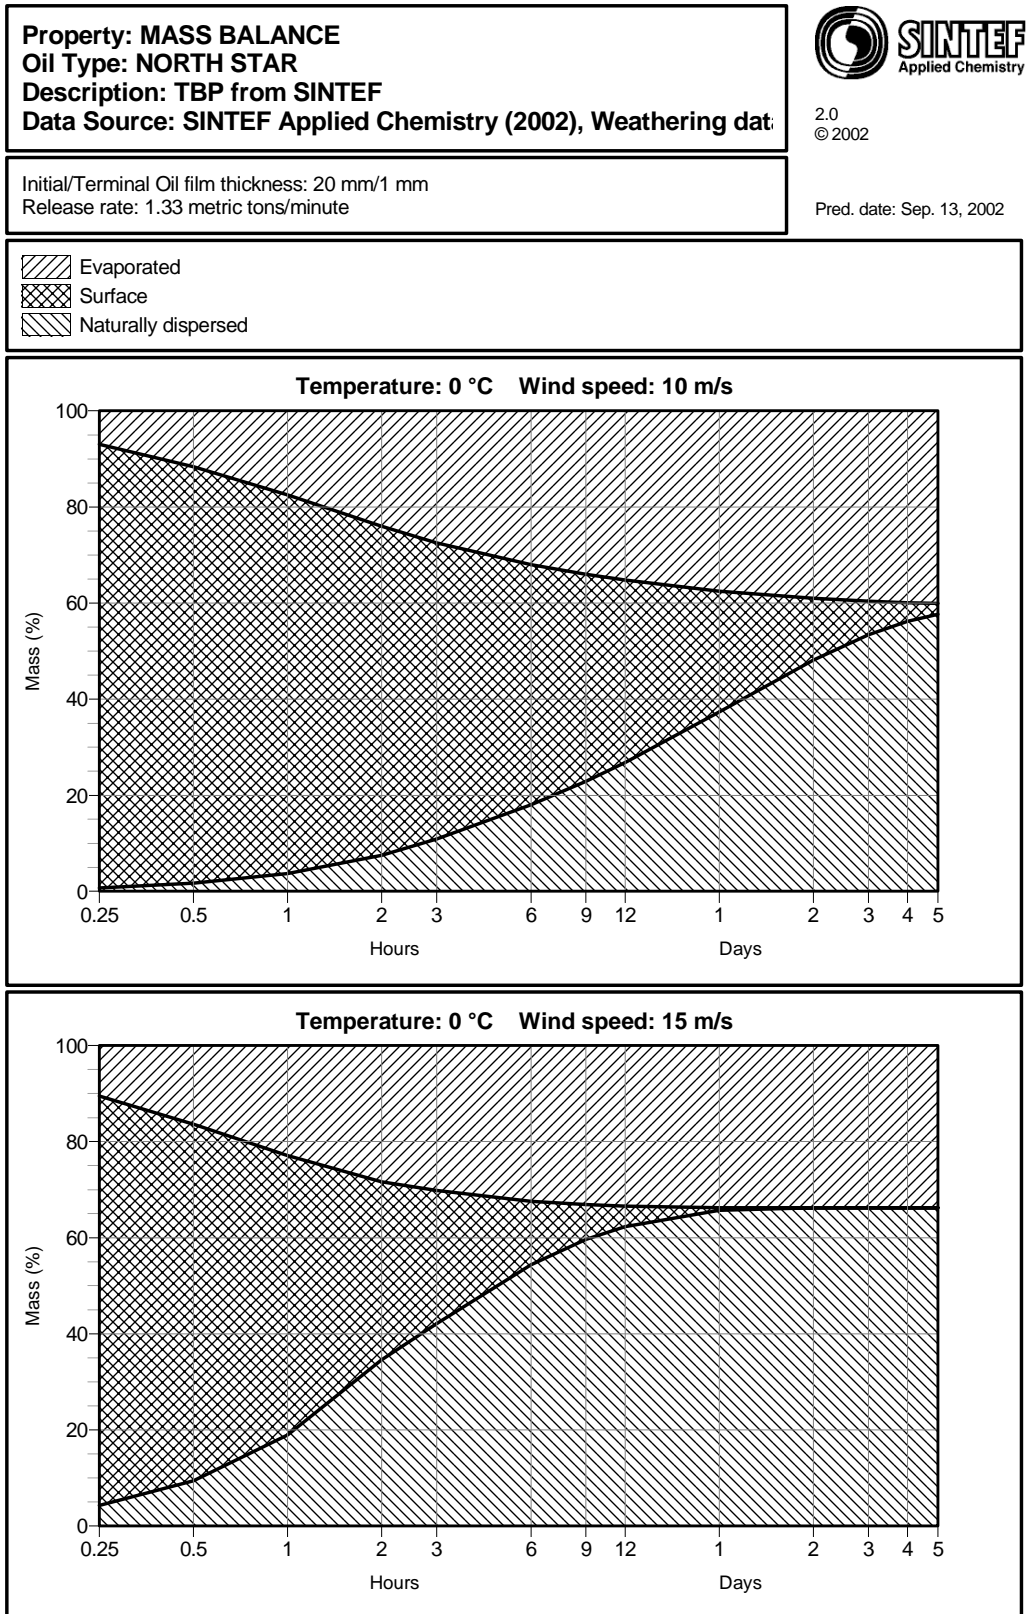 Property: MASS BALANCE
Oil Type: NORTH STAR
Description: TBP from SINTEF
Data Source: SINTEF Applied Chemistry (2002), Weathering data
SINTEF
Applied Chemistry
2.0
© 2002
Initial/Terminal Oil film thickness: 20 mm/1 mm
Release rate: 1.33 metric tons/minute
Pred. date: Sep. 13, 2002
Evaporated
Surface
Naturally dispersed
Temperature: 0 °C Wind speed: 10 m/s
100
80
60
40
20
0
Mass (%)
0.25 0.5 1 2 3 6 9 12 1 2 3 4 5
Hours Days
Temperature: 0 °C Wind speed: 15 m/s
100
80
60
40
20
0
Mass (%)
0.25 0.5 1 2 3 6 9 12 1 2 3 4 5
Hours Days